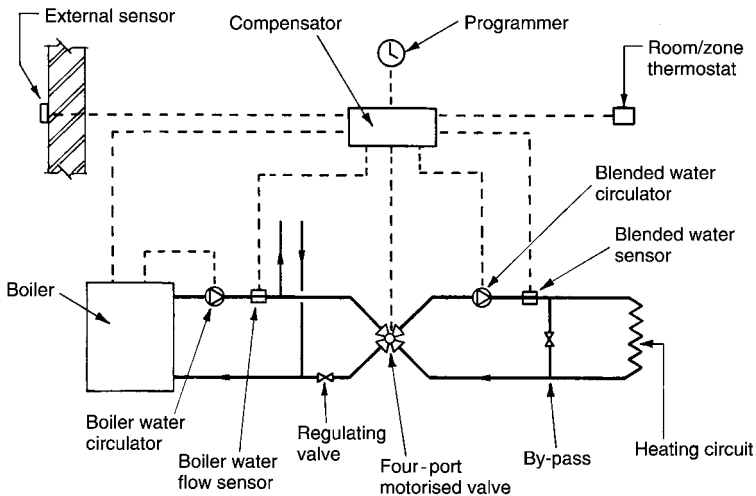 External sensor
Compensator
Programmer
Room/zone
thermostat
Blended water
circulator
Blended water
sensor
Boiler
Boiler water
circulator
Boiler water
flow sensor
Regulating
valve
Four-port
motorised valve
By-pass
Heating circuit